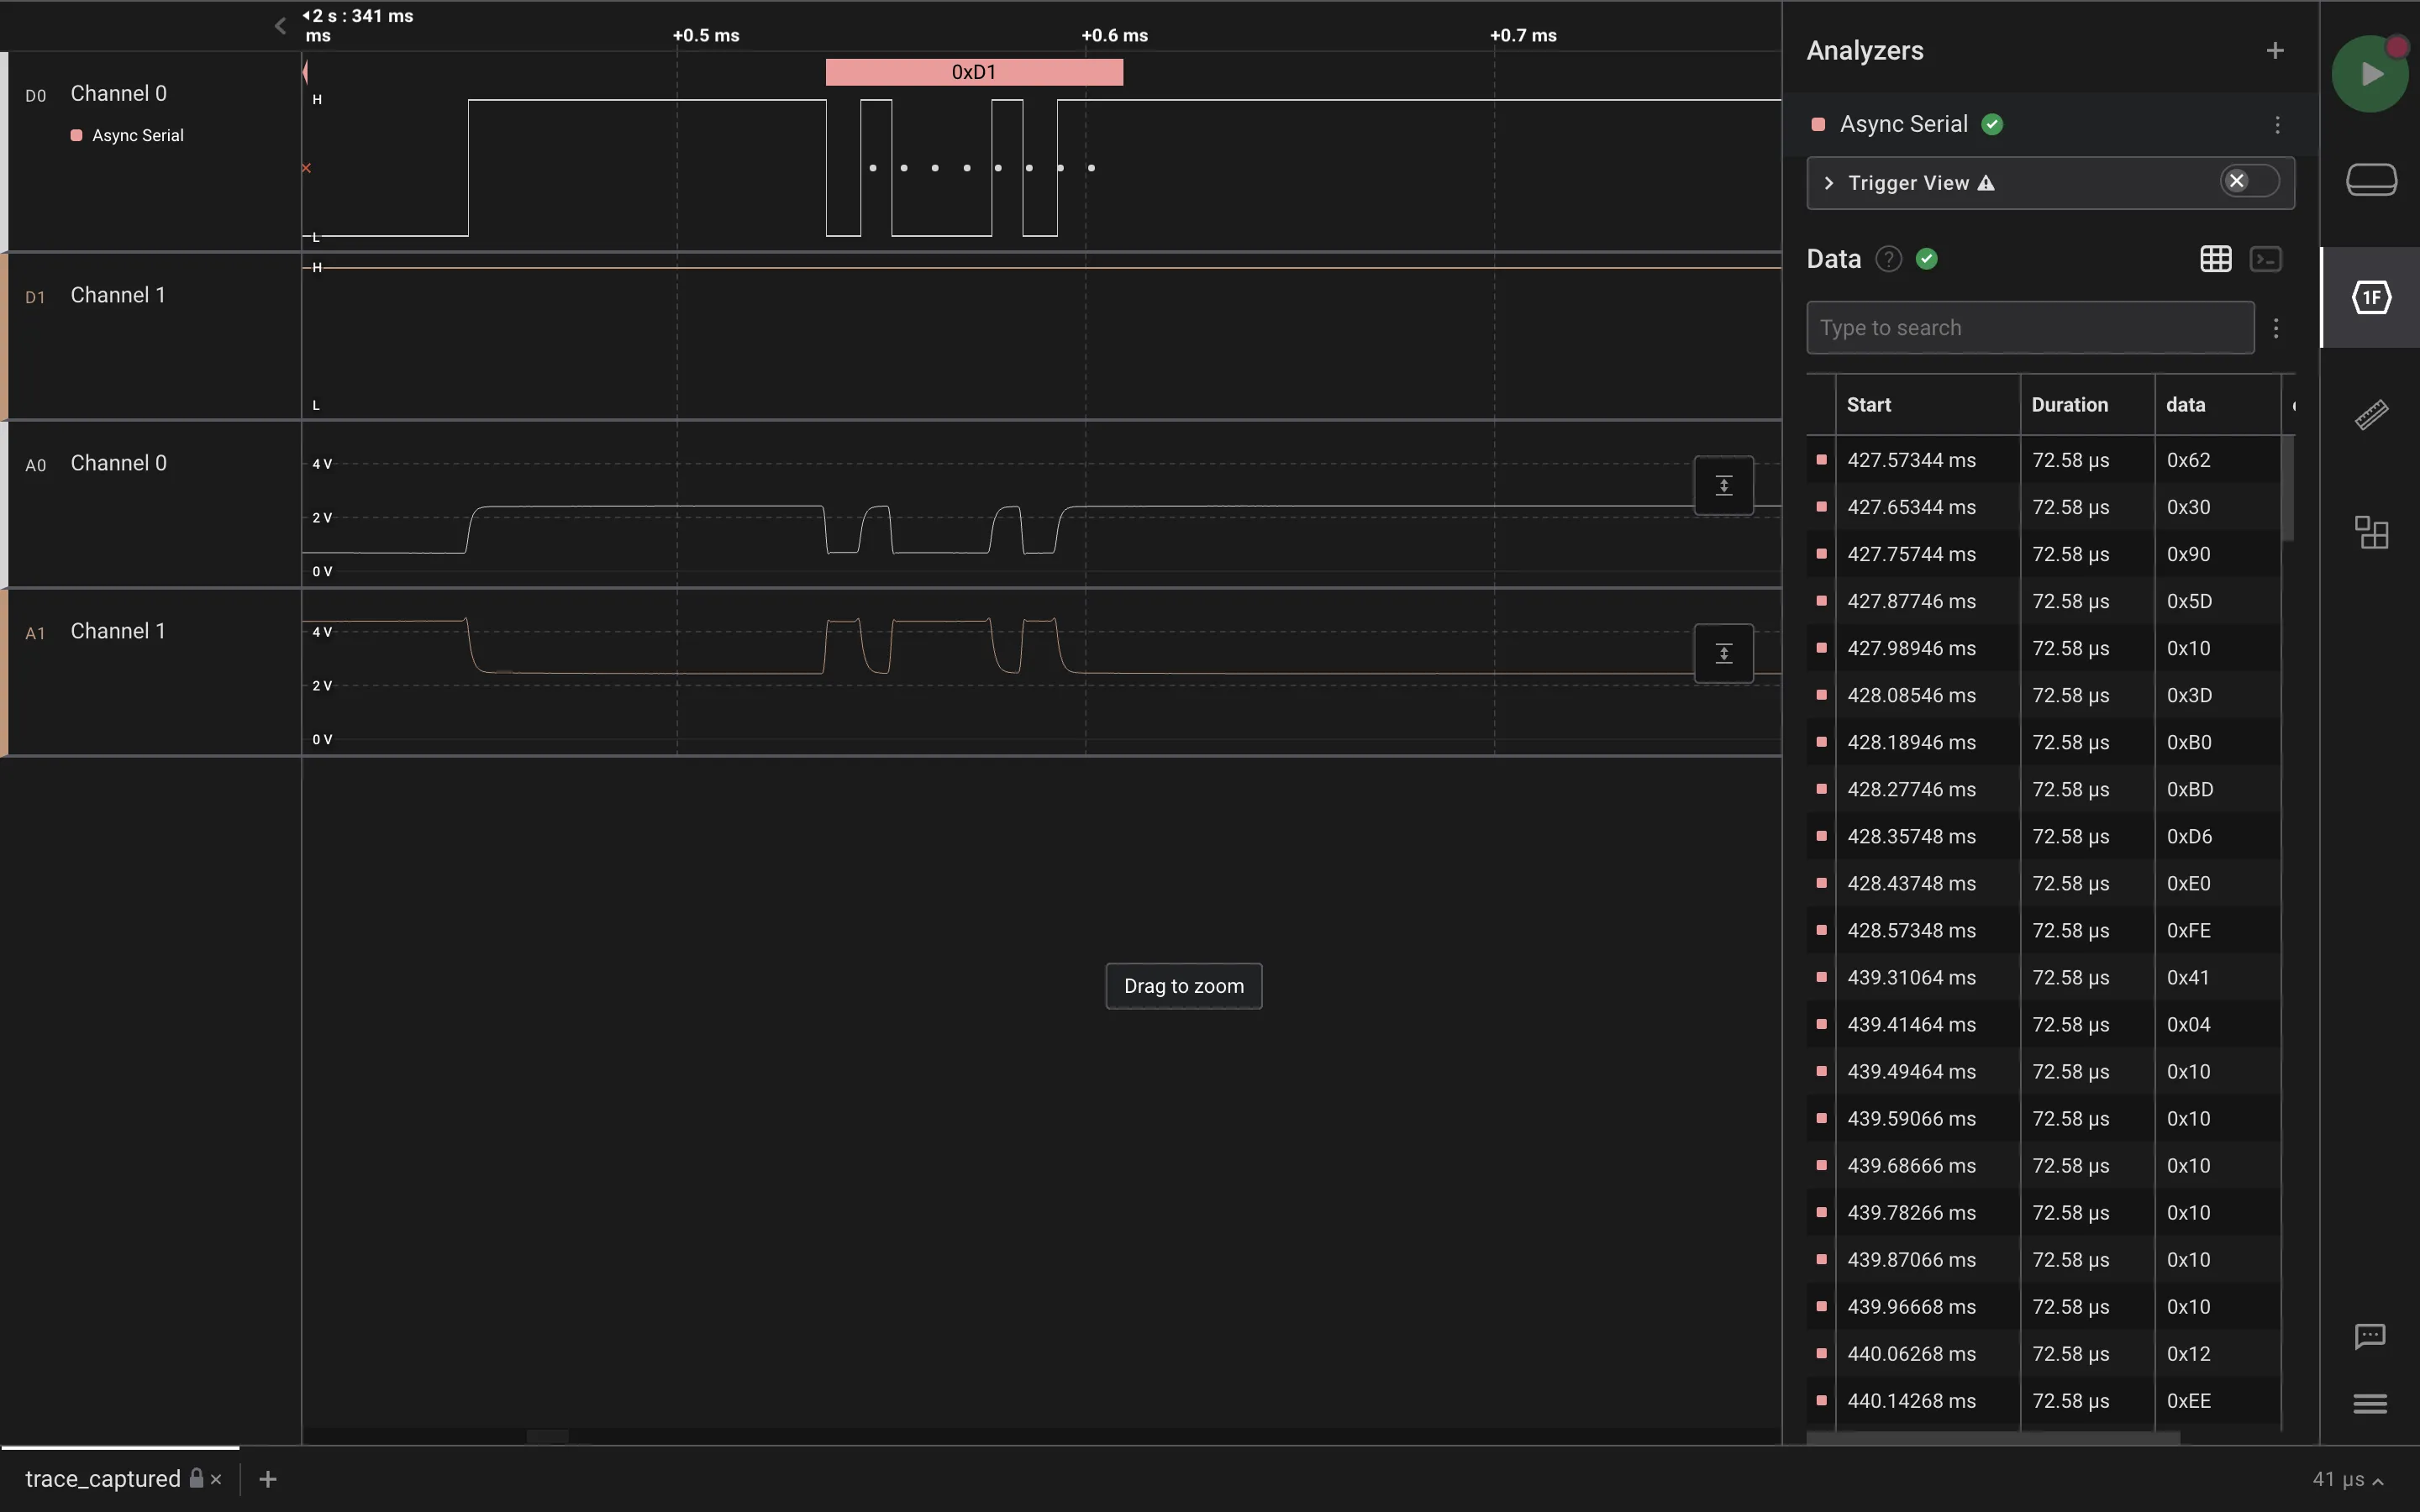 2 s : 341 ms
ms
+0.5 ms
+0.6 ms
+0.7 ms
D0 Channel 0
Async Serial
H
L
0xD1
D1 Channel 1
H
L
A0 Channel 0
4 V
2 V
0 V
A1 Channel 1
4 V
2 V
0 V
Drag to zoom
Analyzers
Async Serial
Trigger View
Data
Type to search
Start Duration data
427.57344 ms 72.58 μs 0x62
427.65344 ms 72.58 μs 0x30
427.75744 ms 72.58 μs 0x90
427.87746 ms 72.58 μs 0x5D
427.98946 ms 72.58 μs 0x10
428.08546 ms 72.58 μs 0x3D
428.18946 ms 72.58 μs 0xB0
428.27746 ms 72.58 μs 0xBD
428.35748 ms 72.58 μs 0xD6
428.43748 ms 72.58 μs 0xE0
428.57348 ms 72.58 μs 0xFE
439.31064 ms 72.58 μs 0x41
439.41464 ms 72.58 μs 0x04
439.49464 ms 72.58 μs 0x10
439.59066 ms 72.58 μs 0x10
439.68666 ms 72.58 μs 0x10
439.78266 ms 72.58 μs 0x10
439.87066 ms 72.58 μs 0x10
439.96668 ms 72.58 μs 0x10
440.06268 ms 72.58 μs 0x12
440.14268 ms 72.58 μs 0xEE
1F
trace_captured
41 μs